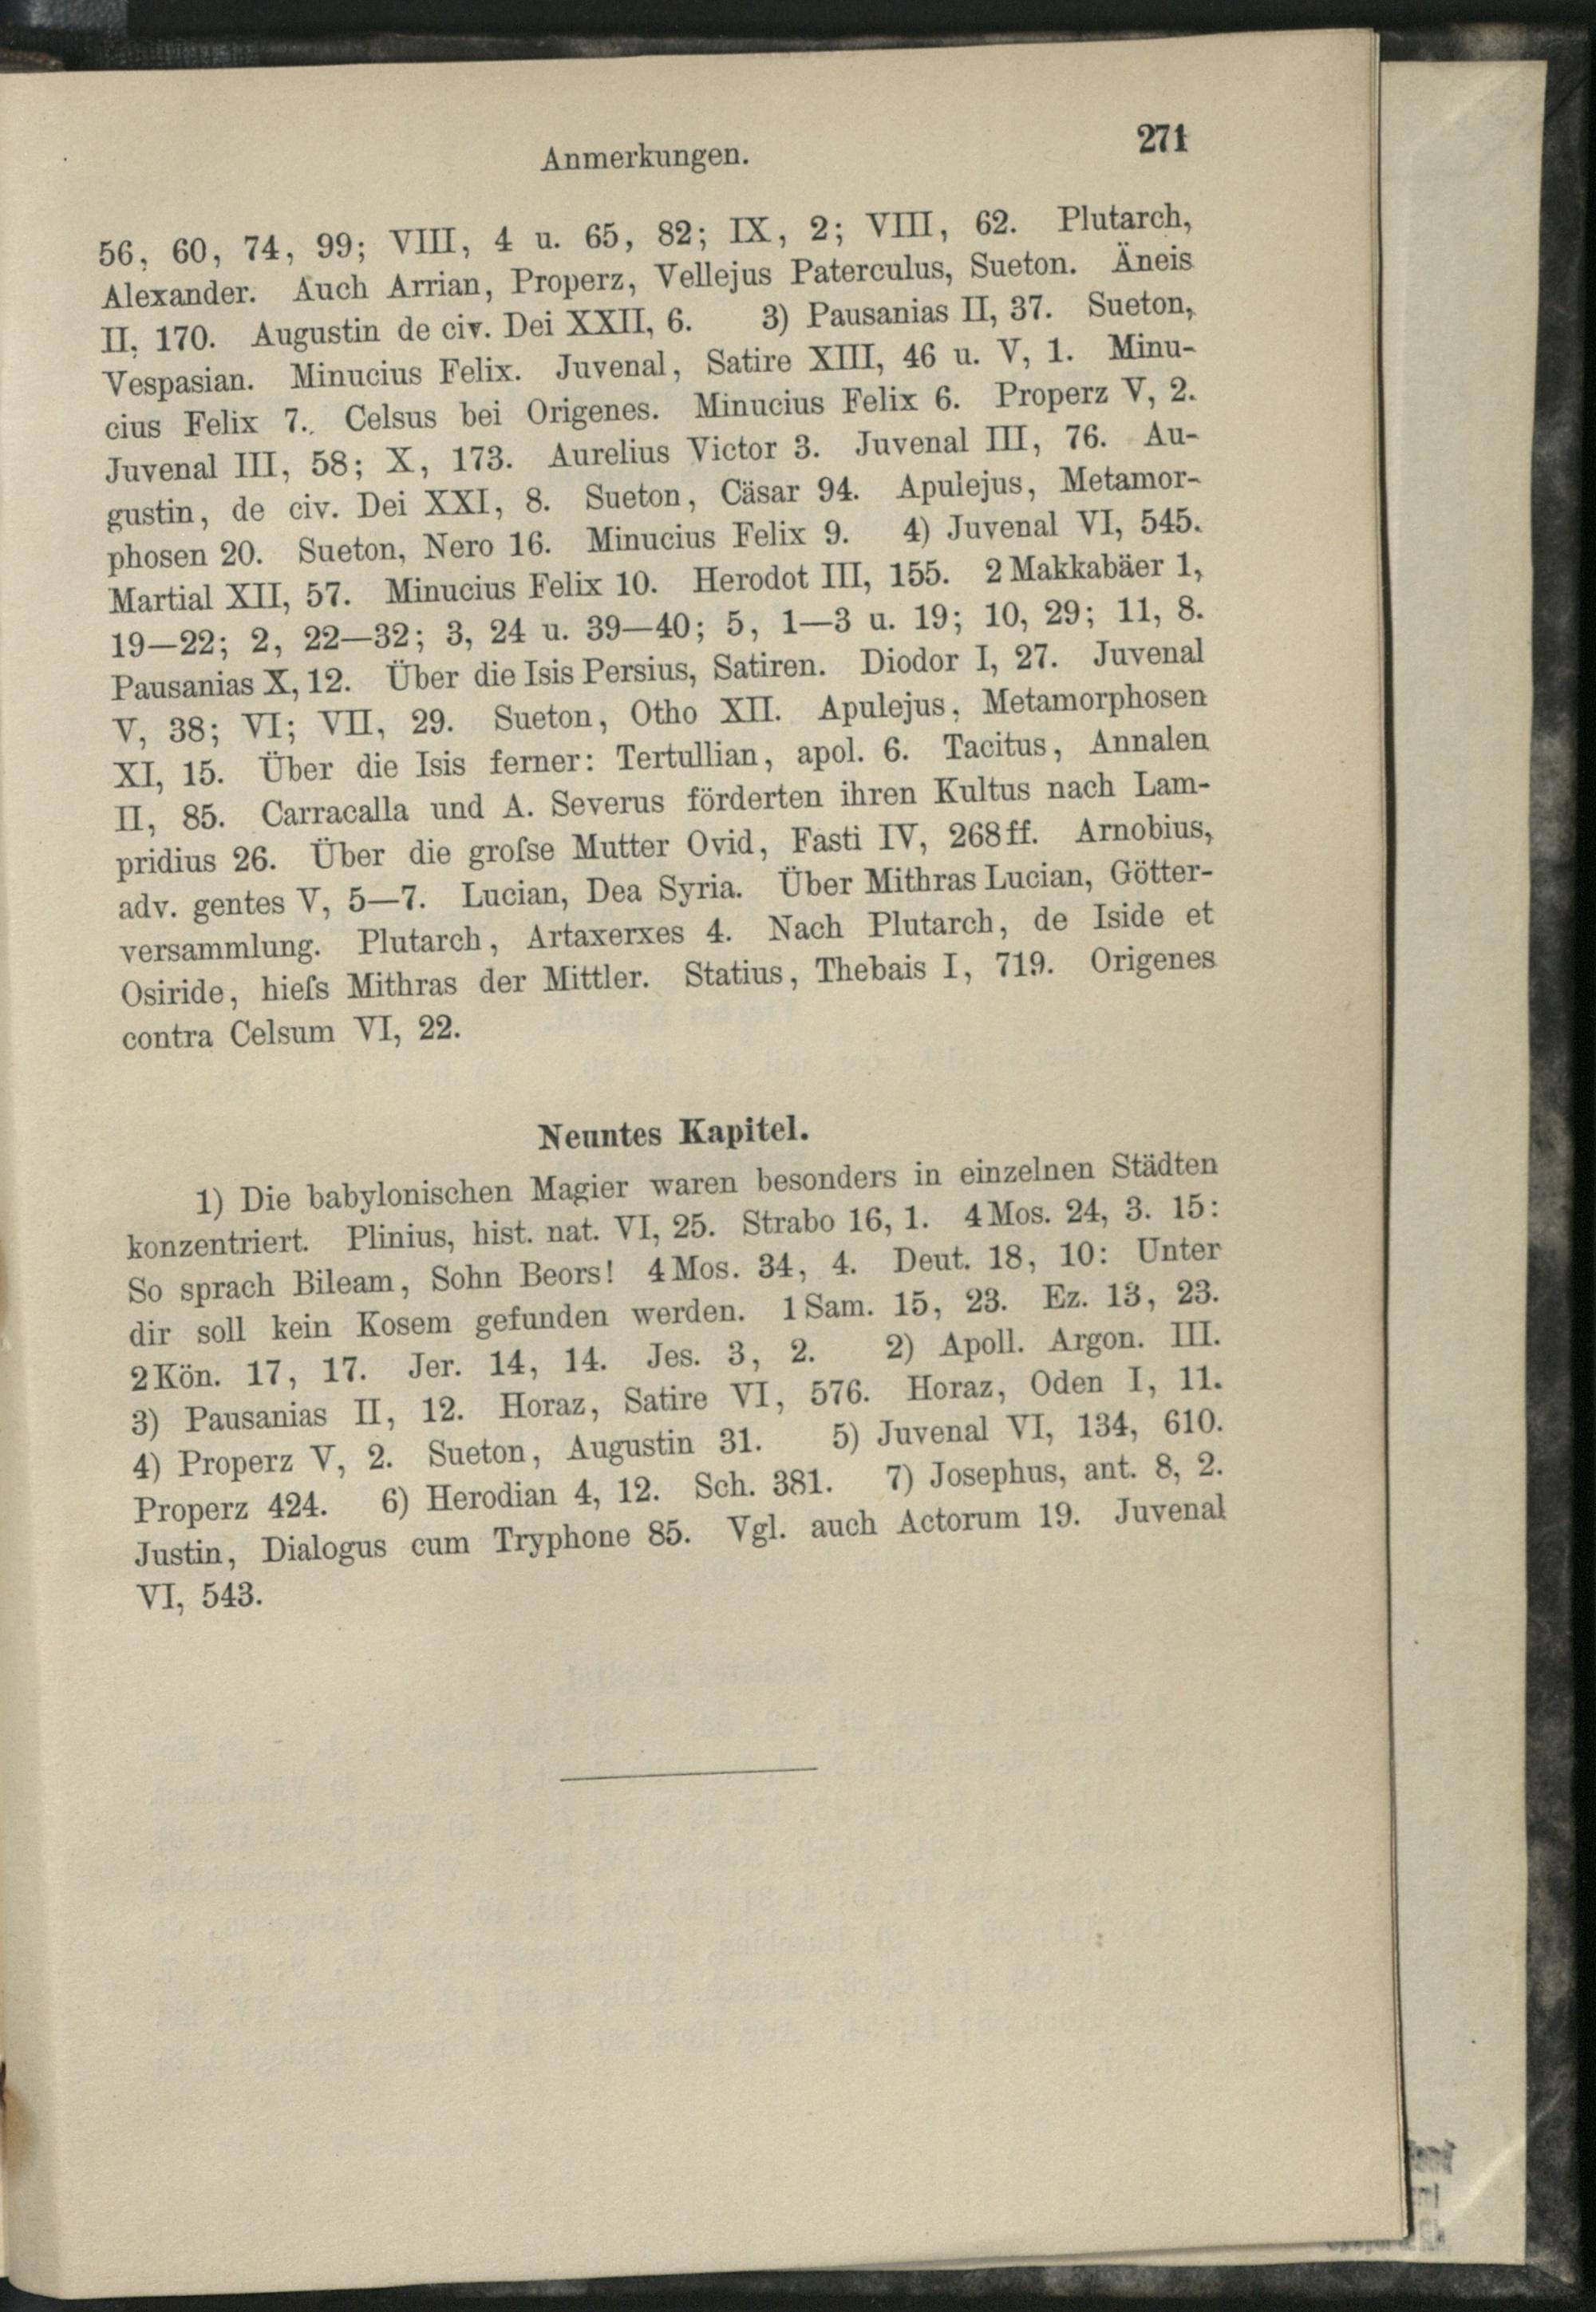 Anmerkungen.
271
56, 60, 74, 99; VIII, 4 u. 65, 82; IX, 2; VIII, 62. Plutarch,
Alexander. Auch Arrian, Properz, Vellejus Paterculus, Sueton. Äneis
II, 170. Augustin de civ. Dei XXII, 6. 3) Pausanias II, 37. Sueton,
Vespasian. Minucius Felix. Juvenal, Satire XIII, 46 u. V, 1. Minu-
cius Felix 7. Celsus bei Origenes. Minucius Felix 6. Properz V, 2.
Juvenal III, 58; X, 173. Aurelius Victor 3. Juvenal III, 76. Au-
gustin, de civ. Dei XXI, 8. Sueton, Cäsar 94. Apulejus, Metamor-
phosen 20. Sueton, Nero 16. Minucius Felix 9. 4) Juvenal VI, 545.
Martial XII, 57. Minucius Felix 10. Herodot III, 155. 2 Makkabäer 1,
19—22; 2, 22—32; 3, 24 u. 39—40; 5, 1—3 u. 19; 10, 29; 11, 8.
Pausanias X, 12. Über die Isis Persius, Satiren. Diodor I, 27. Juvenal
V, 38; VI; VII, 29. Sueton, Otho XII. Apulejus, Metamorphosen
XI, 15. Über die Isis ferner: Tertullian, apol. 6. Tacitus, Annalen
II, 85. Carracalla und A. Severus förderten ihren Kultus nach Lam-
pridius 26. Über die groſse Mutter Ovid, Fasti IV, 268 ff. Arnobius,
adv. gentes V, 5—7. Lucian, Dea Syria. Über Mithras Lucian, Götter-
versammlung. Plutarch, Artaxerxes 4. Nach Plutarch, de Iside et
Osiride, hieſs Mithras der Mittler. Statius, Thebais I, 719. Origenes
contra Celsum VI, 22.
Neuntes Kapitel.
1) Die babylonischen Magier waren besonders in einzelnen Städten
konzentriert. Plinius, hist. nat. VI, 25. Strabo 16, 1. 4 Mos. 24, 3. 15:
So sprach Bileam, Sohn Beors! 4 Mos. 34, 4. Deut. 18, 10: Unter
dir soll kein Kosem gefunden werden. 1 Sam. 15, 23. Ez. 13, 23.
2 Kön. 17, 17. Jer. 14, 14. Jes. 3, 2. 2) Apoll. Argon. III.
3) Pausanias II, 12. Horaz, Satire VI, 576. Horaz, Oden I, 11.
4) Properz V, 2. Sueton, Augustin 31. 5) Juvenal VI, 134, 610.
Properz 424. 6) Herodian 4, 12. Sch. 381. 7) Josephus, ant. 8, 2.
Justin, Dialogus cum Tryphone 85. Vgl. auch Actorum 19. Juvenal
VI, 543.